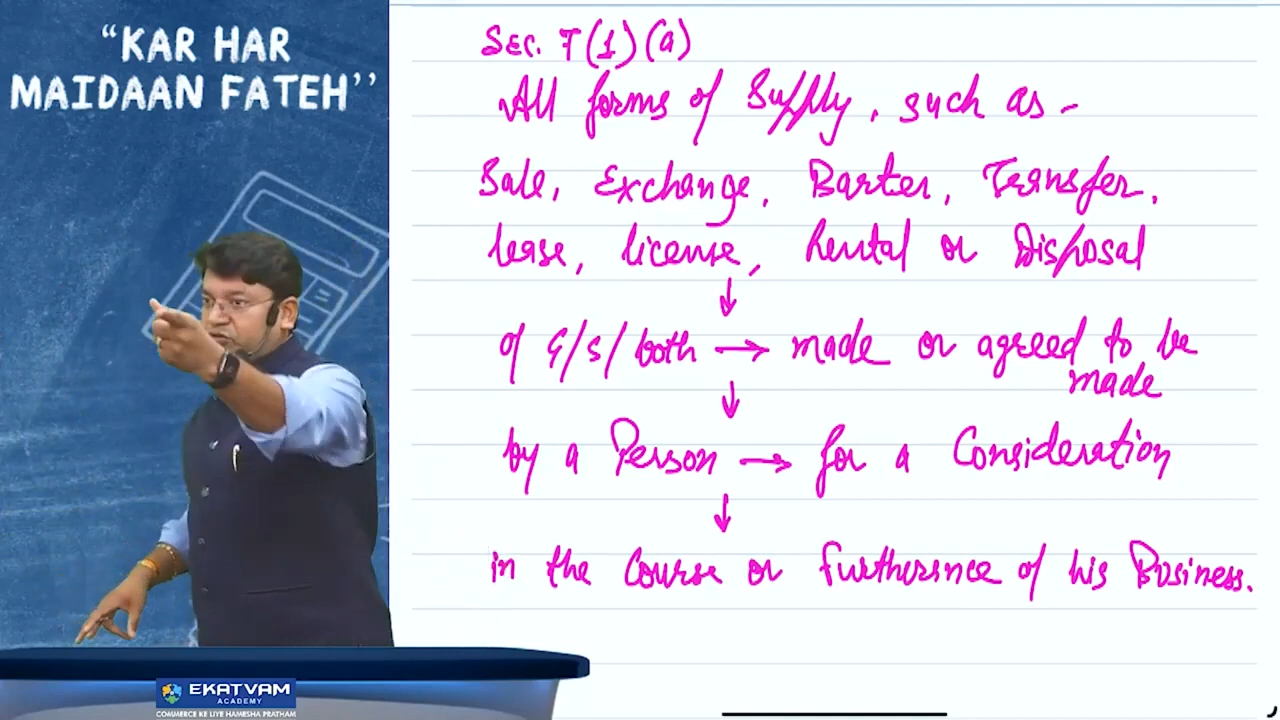 “KAR HAR
MAIDAAN FATEH’’
Sec. 7(1)(a)
All forms of Supply, such as -
Sale, Exchange, Barter, Transfer,
lease, license, Rental or Disposal
↓
of G/S/both → made or agreed to be
made
↓
by a Person → for a Consideration
↓
in the Course or furtherence of his Business.
EKATVAM
ACADEMY
COMMERCE KE LIYE HAMESHA PRATHAM